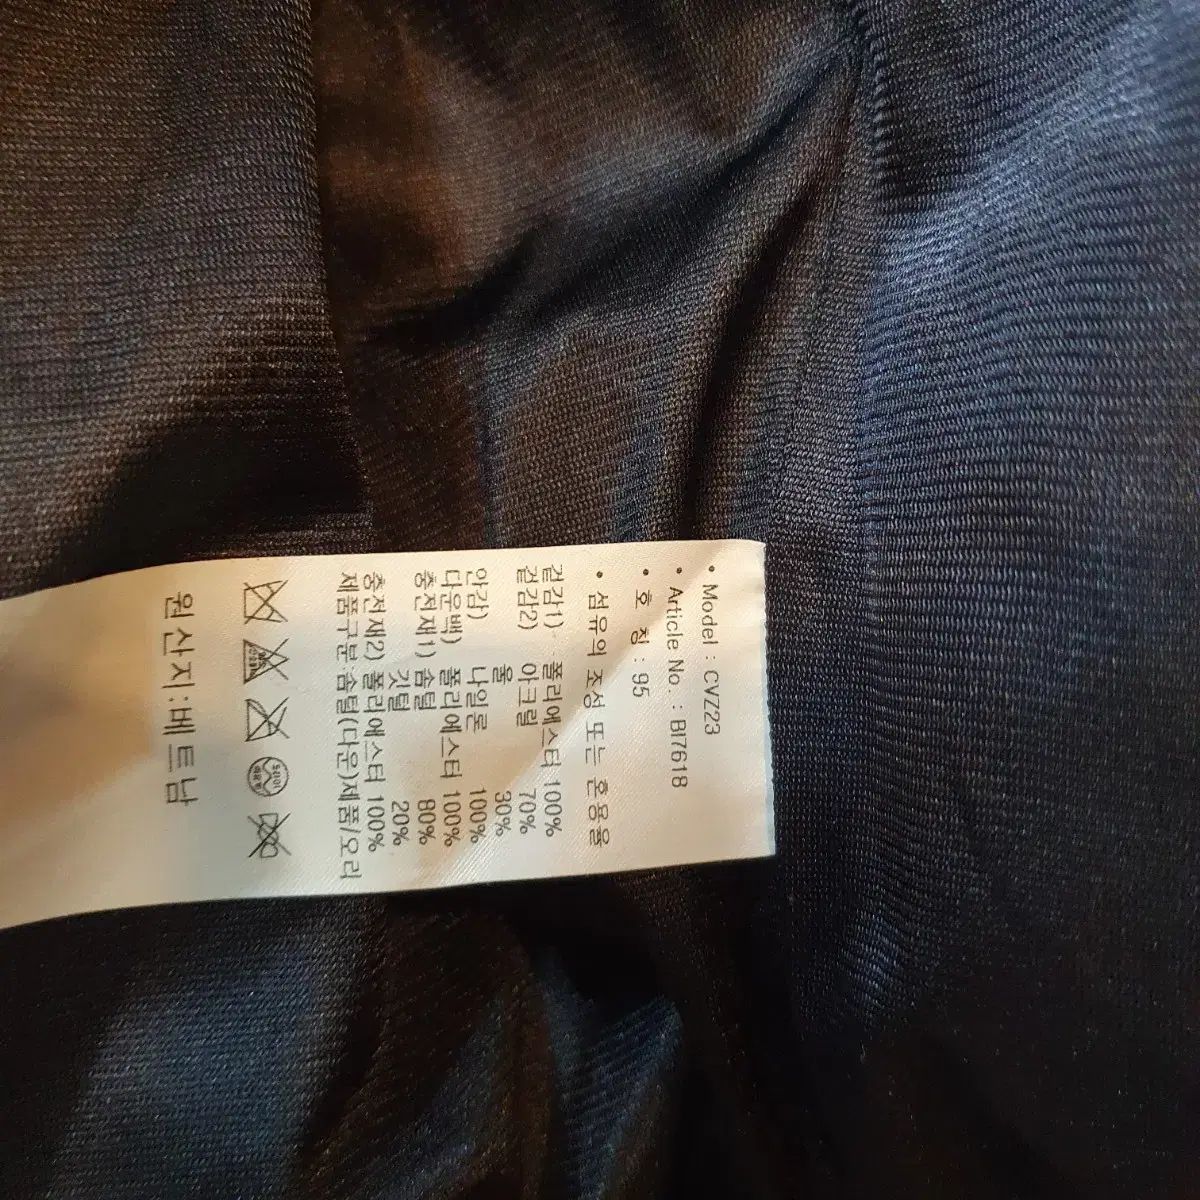 • Model : CVZ23
• Article No. : BI7618
• 호 칭 : 95
• 섬유의 조성 또는 혼용율
겉감1) 폴리에스터 100%
겉감2) 아크릴 70%
울 30%
안감) 나일론 100%
다운백) 폴리에스터 100%
충전재1) 솜털 80%
깃털 20%
충전재2) 폴리에스터 100%
제품구분:솜털(다운)제품/오리
원산지:베트남